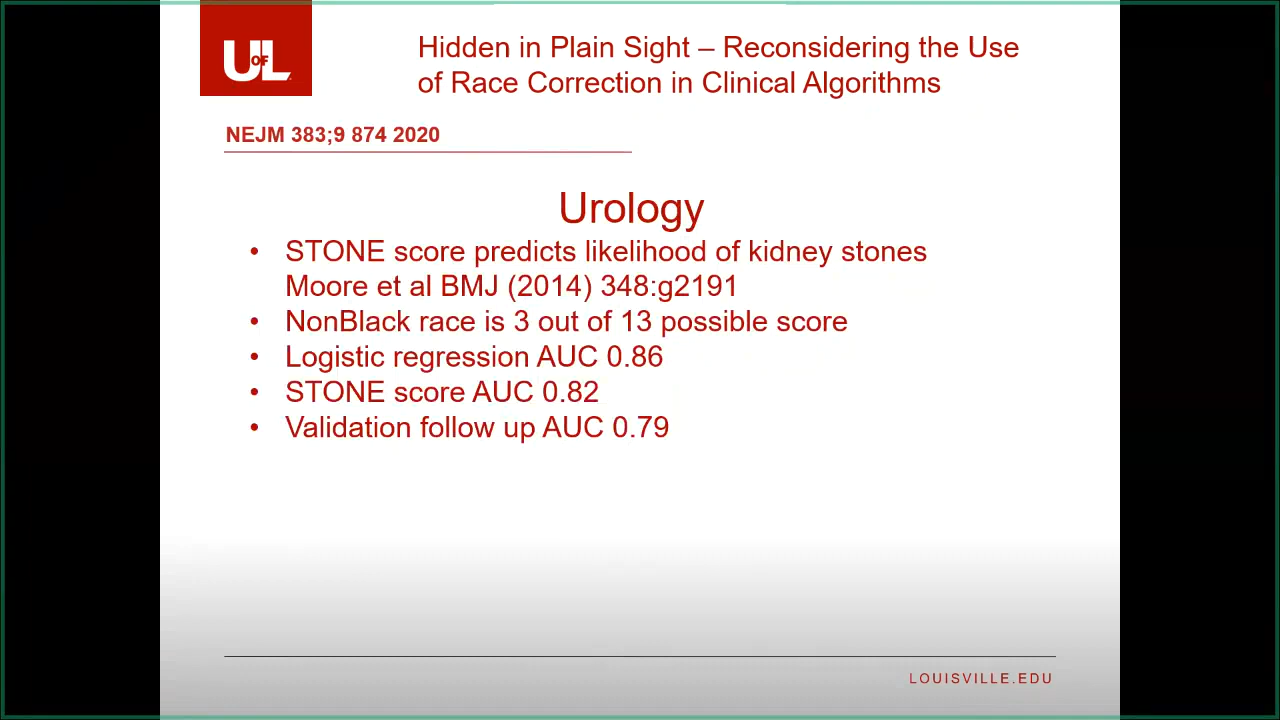 UofL
Hidden in Plain Sight – Reconsidering the Use
of Race Correction in Clinical Algorithms
NEJM 383;9 874 2020
Urology
• STONE score predicts likelihood of kidney stones
Moore et al BMJ (2014) 348:g2191
• NonBlack race is 3 out of 13 possible score
• Logistic regression AUC 0.86
• STONE score AUC 0.82
• Validation follow up AUC 0.79
LOUISVILLE.EDU